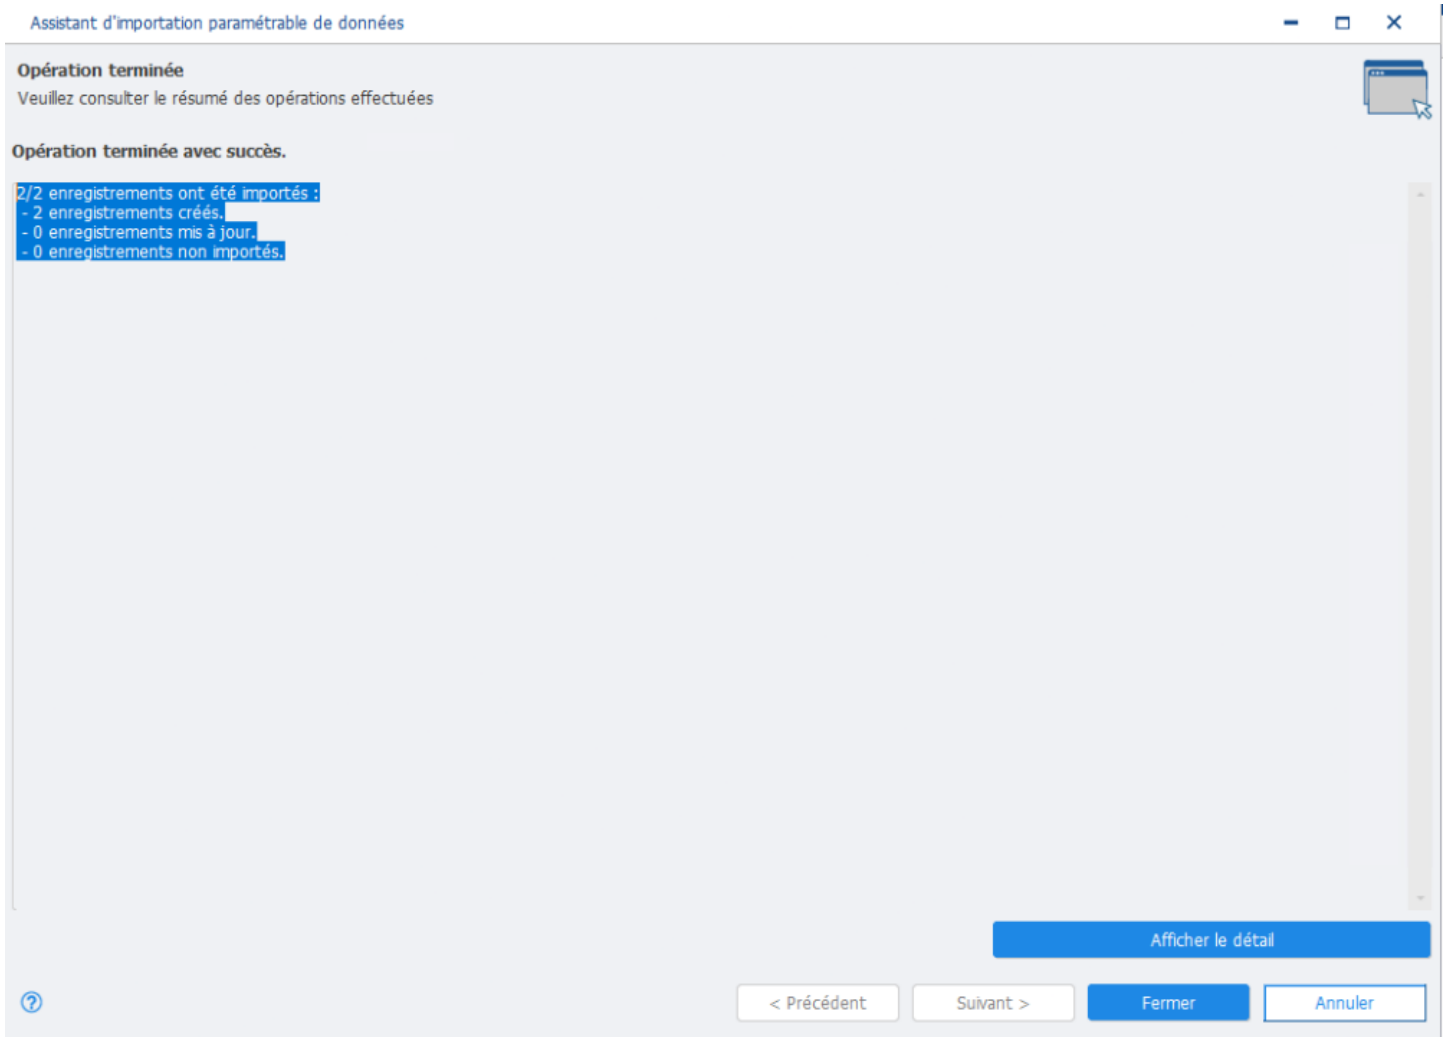 Assistant d'importation paramétrable de données
Opération terminée
Veuillez consulter le résumé des opérations effectuées
Opération terminée avec succès.
2/2 enregistrements ont été importés :
- 2 enregistrements créés.
- 0 enregistrements mis à jour.
- 0 enregistrements non importés.
Afficher le détail
?
< Précédent
Suivant >
Fermer
Annuler